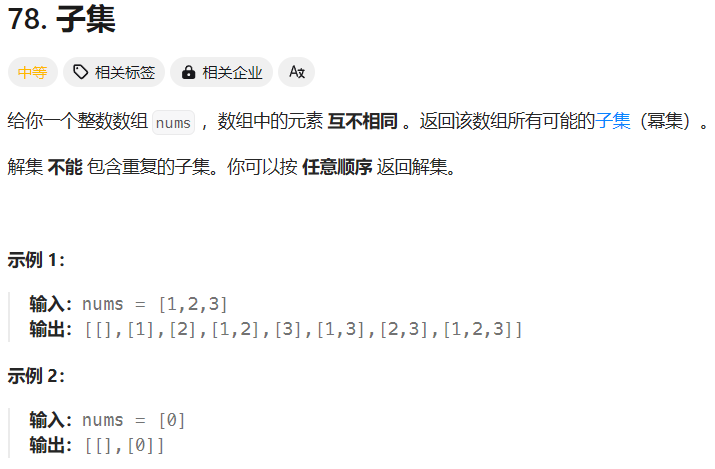 78. 子集
中等 相关标签 相关企业 Aあ
给你一个整数数组 nums ，数组中的元素 互不相同 。返回该数组所有可能的子集（幂集）。
解集 不能 包含重复的子集。你可以按 任意顺序 返回解集。
示例 1：
输入：nums = [1,2,3]
输出：[[],[1],[2],[1,2],[3],[1,3],[2,3],[1,2,3]]
示例 2：
输入：nums = [0]
输出：[[],[0]]